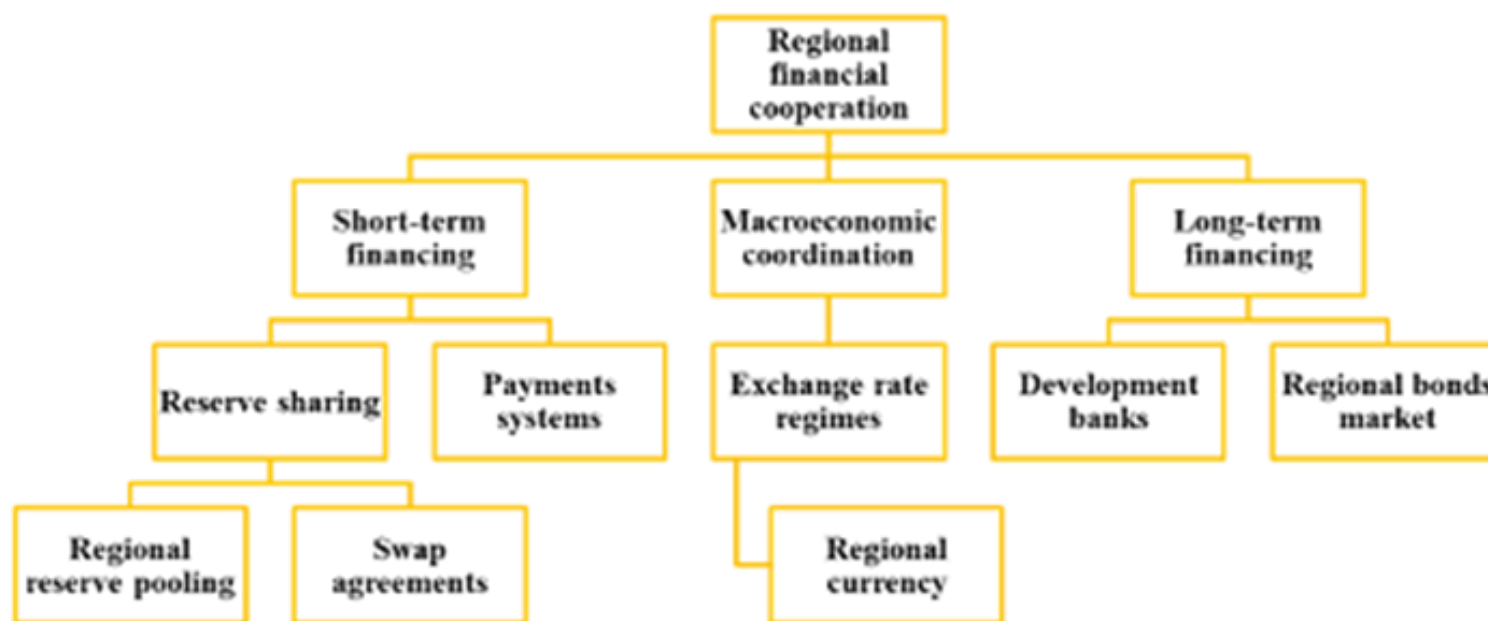 Regional
financial
cooperation
Short-term
financing
Macroeconomic
coordination
Long-term
financing
Reserve sharing
Payments
systems
Exchange rate
regimes
Development
banks
Regional bonds
market
Regional
reserve pooling
Swap
agreements
Regional
currency